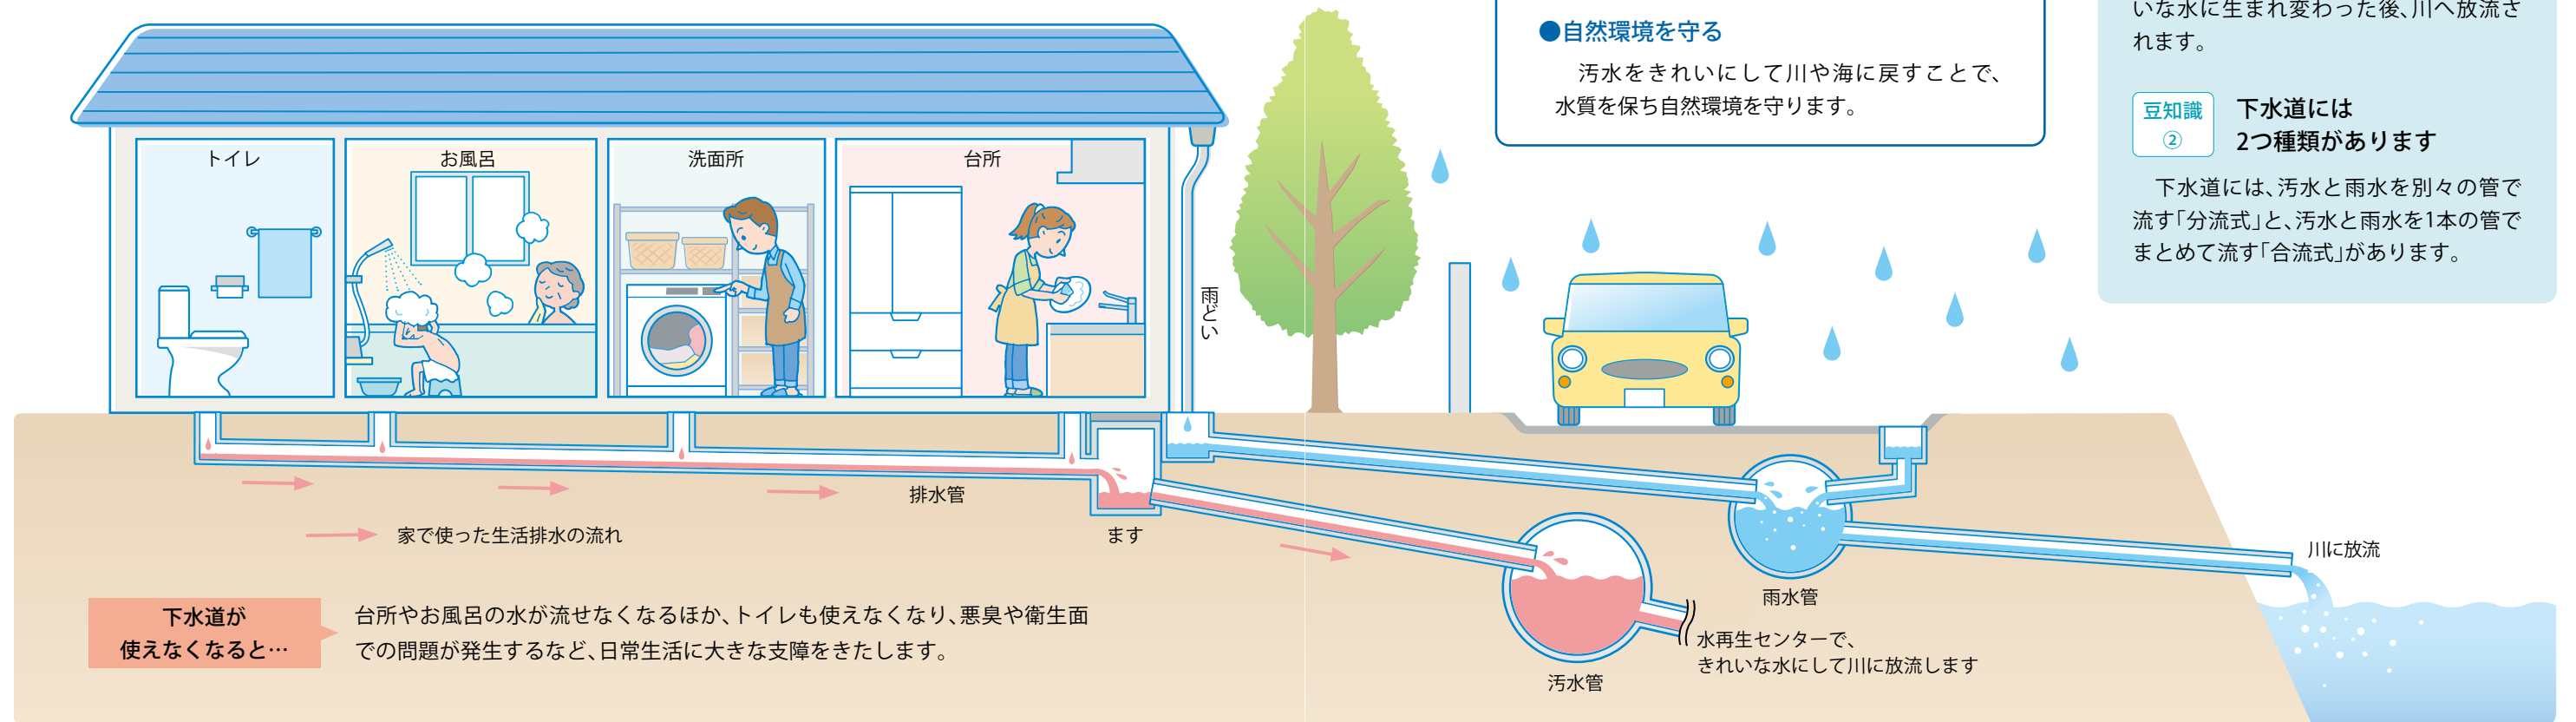 ●自然環境を守る
汚水をきれいにして川や海に戻すことで、
水質を保ち自然環境を守ります。
いな水に生まれ変わった後、川へ放流さ
れます。
豆知識
②
下水道には
2つ種類があります
下水道には、汚水と雨水を別々の管で
流す「分流式」と、汚水と雨水を1本の管で
まとめて流す「合流式」があります。
トイレ
お風呂
洗面所
台所
雨どい
排水管
家で使った生活排水の流れ
ます
川に放流
雨水管
水再生センターで、
きれいな水にして川に放流します
汚水管
下水道が
使えなくなると…
台所やお風呂の水が流せなくなるほか、トイレも使えなくなり、悪臭や衛生面
での問題が発生するなど、日常生活に大きな支障をきたします。